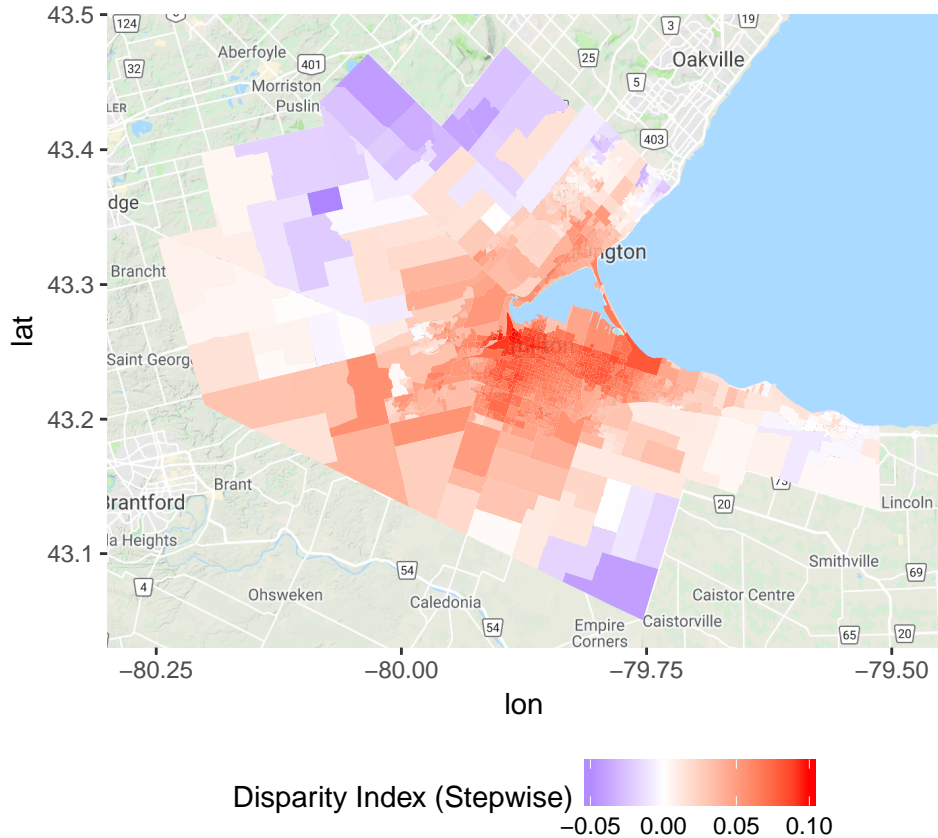 43.5
43.4
43.3
43.2
43.1
lat
124
19
3
Aberfoyle
Oakville
401
25
32
5
Morriston
Puslin
LER
403
dge
Brancht
ngton
Saint Georg
Brantford
Brant
73
20
Lincoln
la Heights
Smithville
54
69
4
Ohsweken
Caledonia
Caistor Centre
54
Empire
Corners
Caistorville
65
20
−80.25
−80.00
−79.75
−79.50
lon
Disparity Index (Stepwise)
−0.05
0.00
0.05
0.10